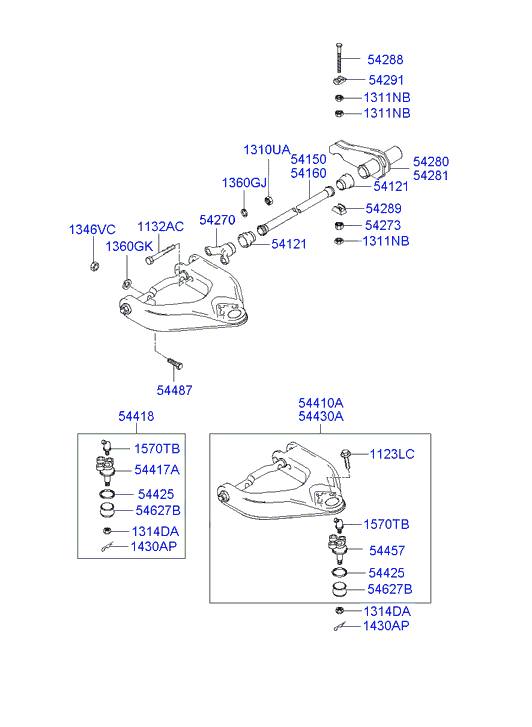 54288
54291
1311NB
1311NB
1310UA
54150
54160
54280
54281
1360GJ
54121
54289
54273
1311NB
54270
1346VC
1132AC
1360GK
54121
54487
54410A
54430A
54418
1570TB
54417A
54425
54627B
1314DA
1430AP
1123LC
1570TB
54457
54425
54627B
1314DA
1430AP